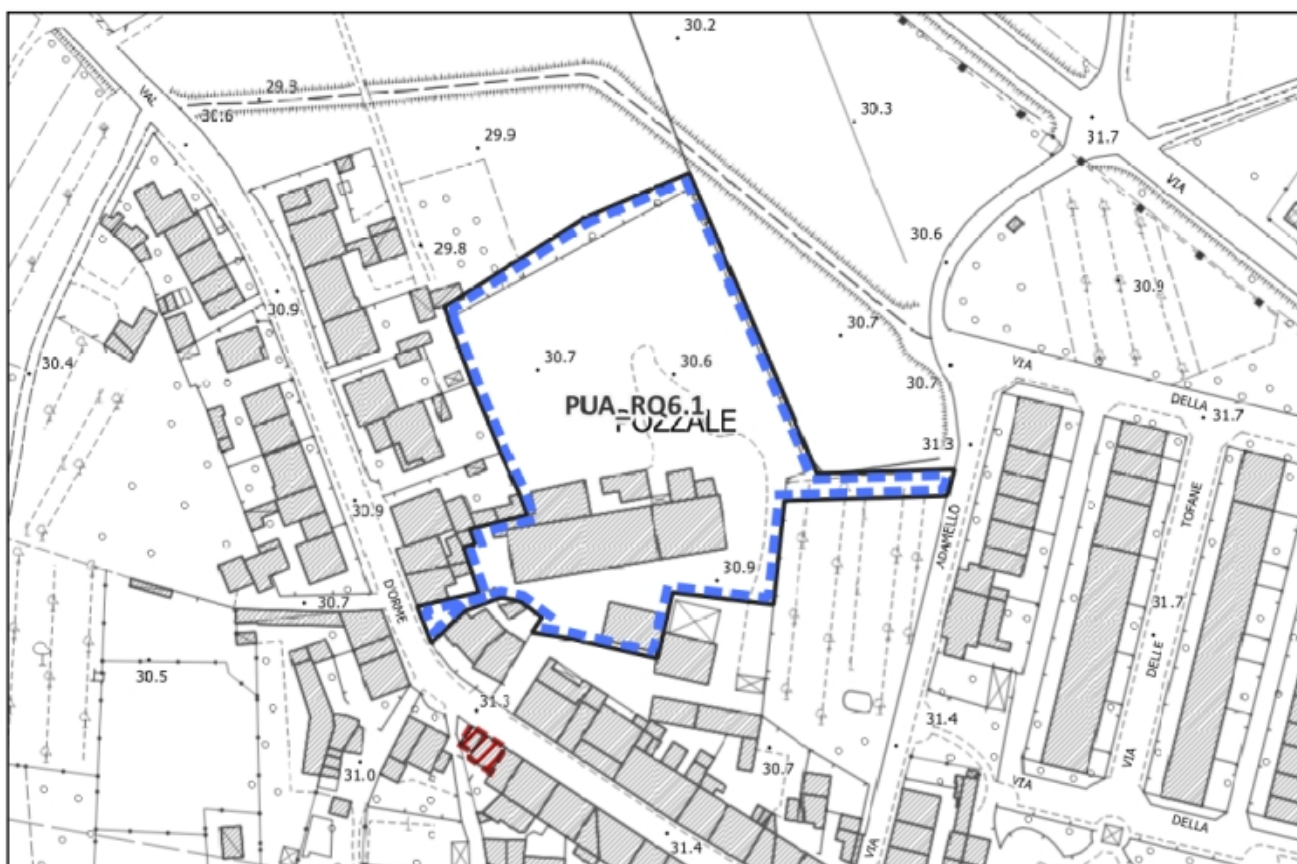 30.2
29.3
VAL
30.6
30.3
29.9
31.7
VIA
29.8
30.6
30.9
30.9
30.7
30.4
30.7
30.6
30.7
VIA
DELLA
31.7
PUA_RQ6.1
POZZALE
31.3
TOFANE
30.9
ADAMELLO
30.9
D'ORME
30.7
31.7
DELLE
30.5
31.3
31.4
VIA
31.0
30.7
VIA
DELLA
31.4
VIA